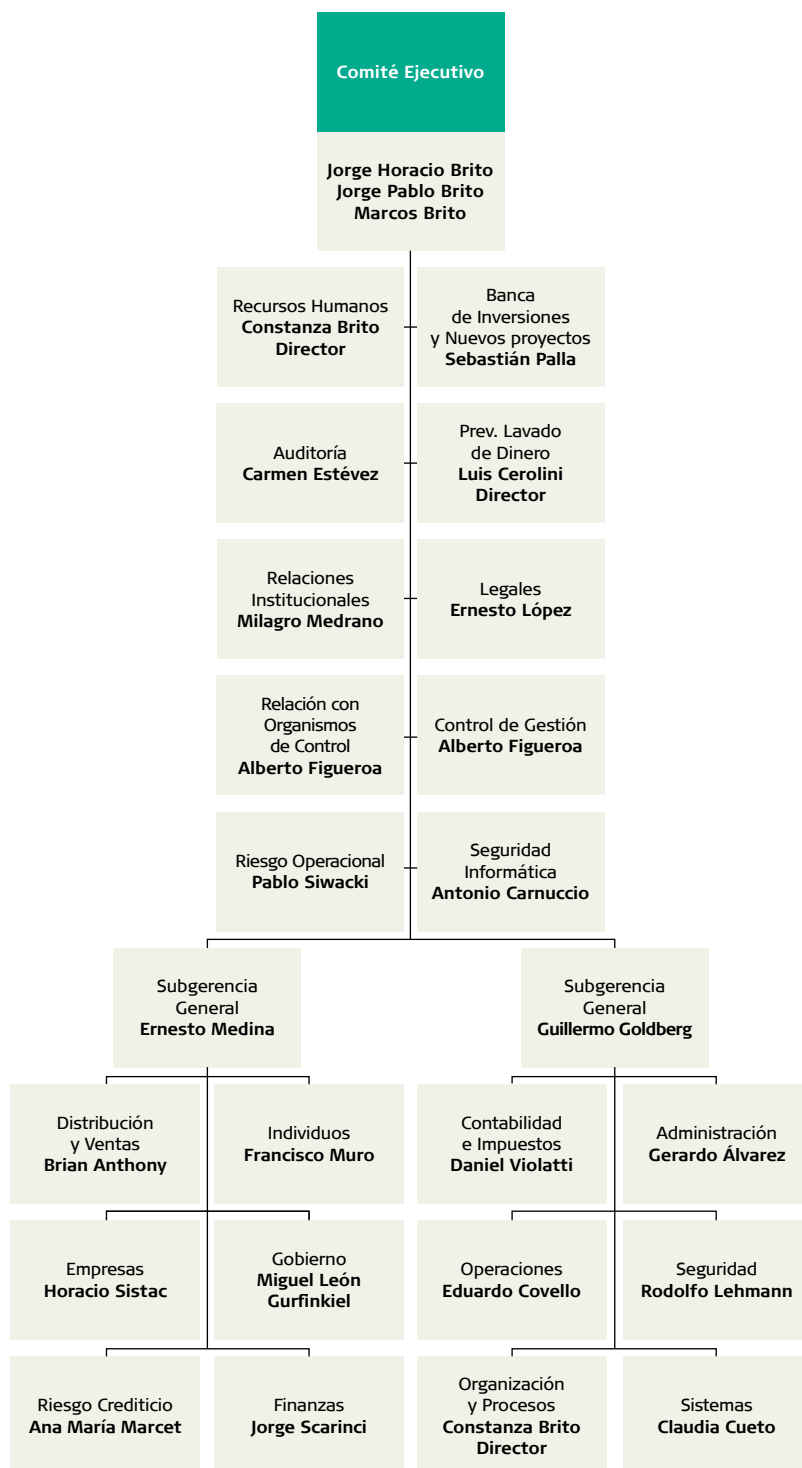 Comité Ejecutivo
Jorge Horacio Brito
Jorge Pablo Brito
Marcos Brito
Recursos Humanos
Constanza Brito
Director
Banca
de Inversiones
y Nuevos proyectos
Sebastián Palla
Auditoría
Carmen Estévez
Prev. Lavado
de Dinero
Luis Cerolini
Director
Relaciones
Institucionales
Milagro Medrano
Legales
Ernesto López
Relación con
Organismos
de Control
Alberto Figueroa
Control de Gestión
Alberto Figueroa
Riesgo Operacional
Pablo Siwacki
Seguridad
Informática
Antonio Carnuccio
Subgerencia
General
Ernesto Medina
Subgerencia
General
Guillermo Goldberg
Distribución
y Ventas
Brian Anthony
Individuos
Francisco Muro
Contabilidad
e Impuestos
Daniel Violatti
Administración
Gerardo Álvarez
Empresas
Horacio Sistac
Gobierno
Miguel León
Gurfinkiel
Operaciones
Eduardo Covello
Seguridad
Rodolfo Lehmann
Riesgo Crediticio
Ana María Marcet
Finanzas
Jorge Scarinci
Organización
y Procesos
Constanza Brito
Director
Sistemas
Claudia Cueto